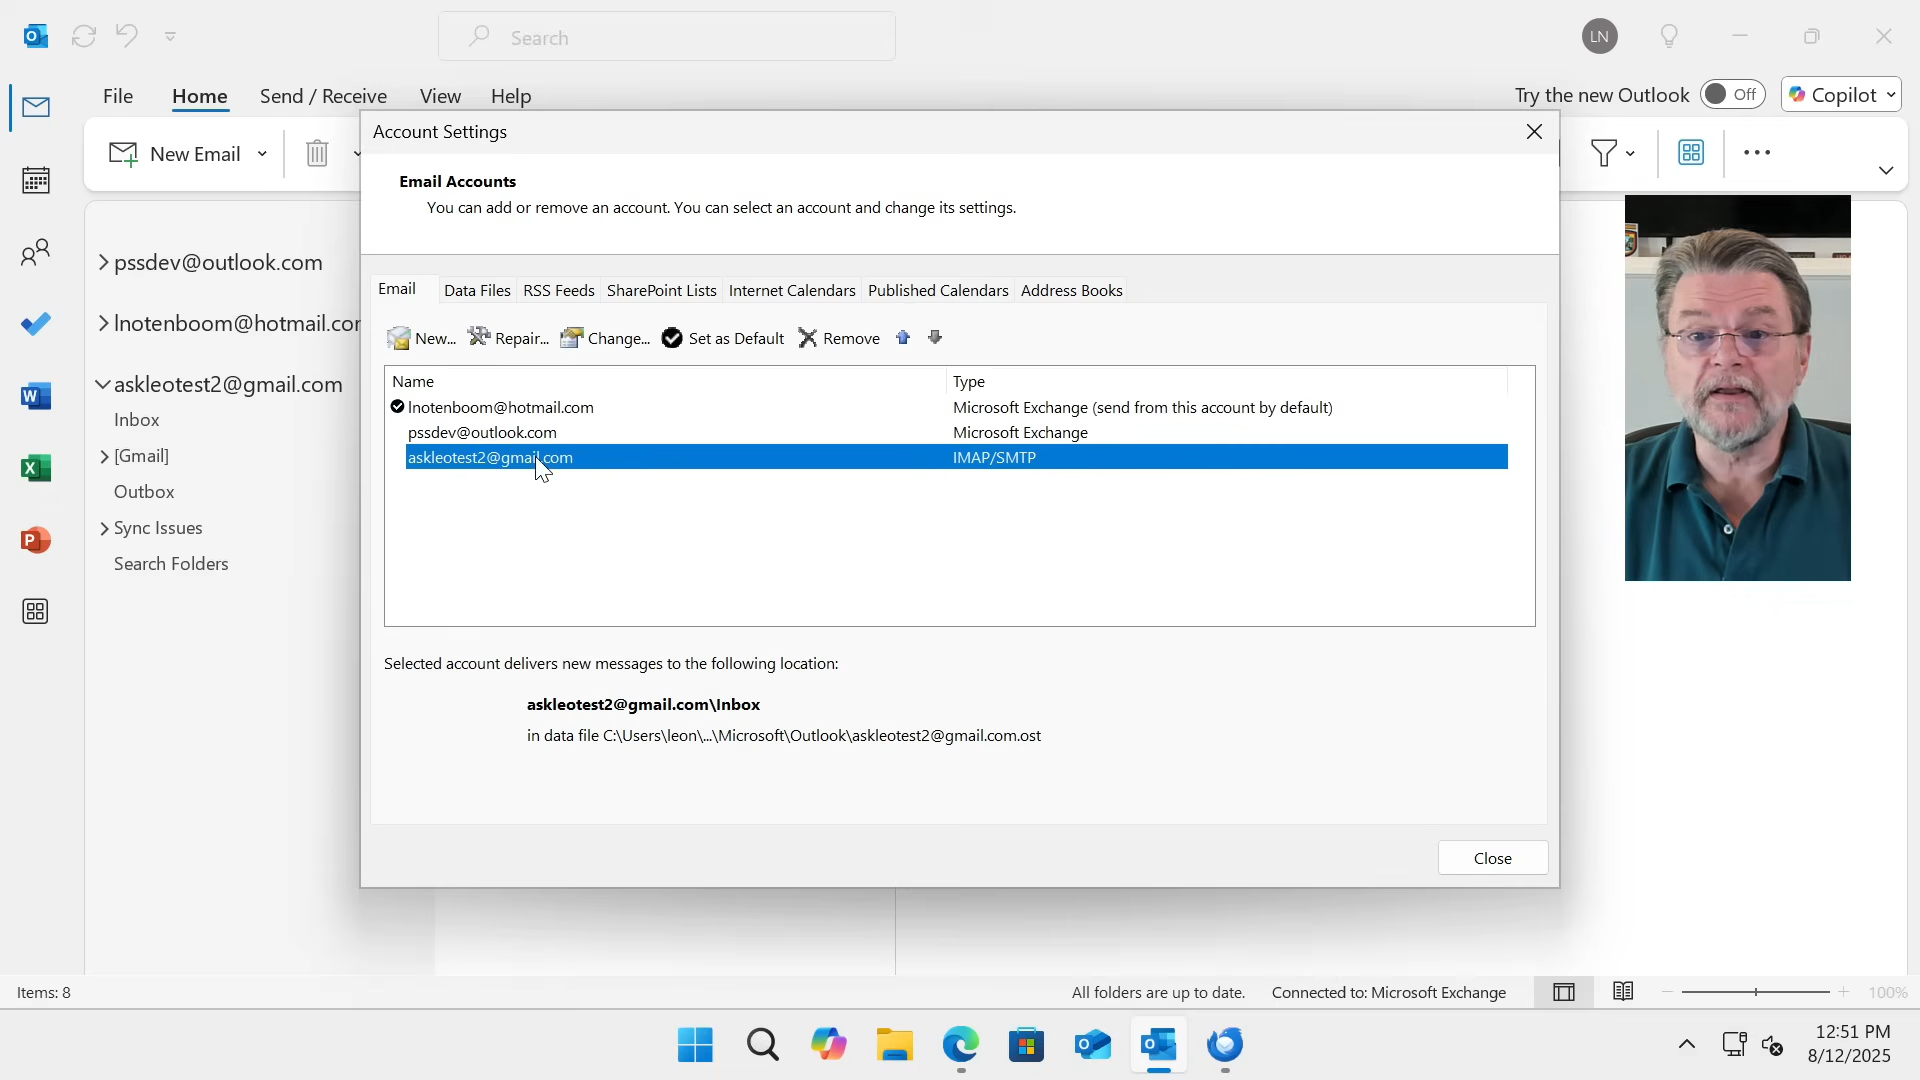 Search
LN
File Home Send / Receive View Help
Try the new Outlook Off Copilot
New Email
Account Settings
Email Accounts
You can add or remove an account. You can select an account and change its settings.
Email Data Files RSS Feeds SharePoint Lists Internet Calendars Published Calendars Address Books
New... Repair... Change... Set as Default Remove
Name Type
lnotenboom@hotmail.com Microsoft Exchange (send from this account by default)
pssdev@outlook.com Microsoft Exchange
askleotest2@gmail.com IMAP/SMTP
Selected account delivers new messages to the following location:
askleotest2@gmail.com\Inbox
in data file C:\Users\leon\...\Microsoft\Outlook\askleotest2@gmail.com.ost
Close
pssdev@outlook.com
lnotenboom@hotmail.cor
askleotest2@gmail.com
Inbox
[Gmail]
Outbox
Sync Issues
Search Folders
Items: 8
All folders are up to date. Connected to: Microsoft Exchange 100%
12:51 PM
8/12/2025